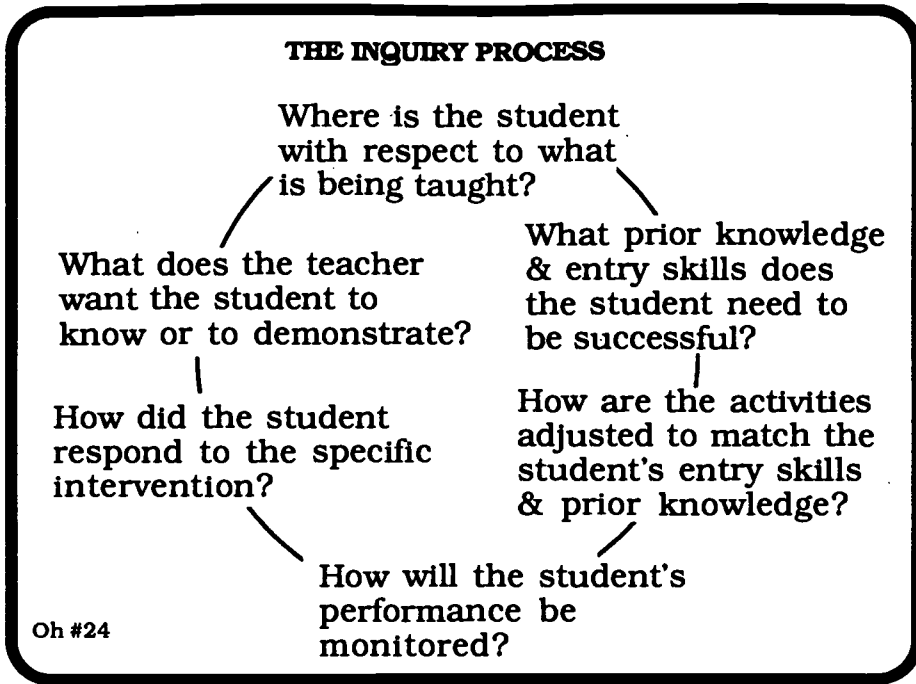 THE INQUIRY PROCESS
Where is the student
with respect to what
is being taught?
What prior knowledge
& entry skills does
the student need to
be successful?
How are the activities
adjusted to match the
student's entry skills
& prior knowledge?
How will the student's
performance be
monitored?
How did the student
respond to the specific
intervention?
What does the teacher
want the student to
know or to demonstrate?
Oh #24